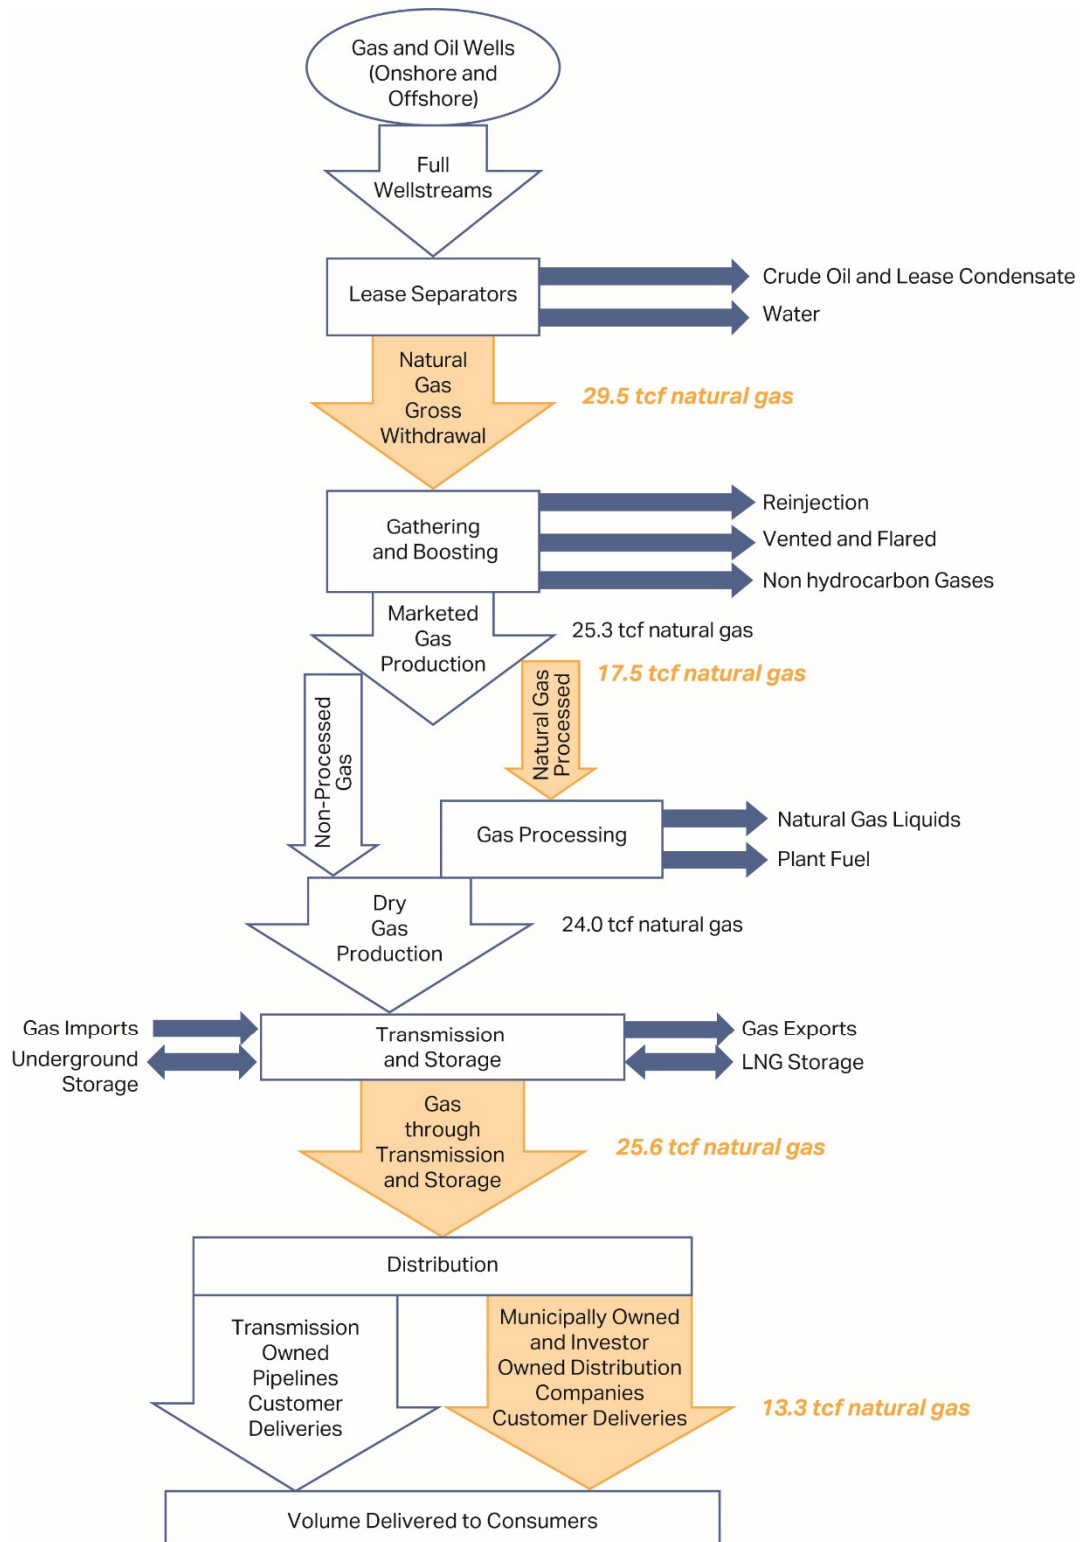 Gas and Oil Wells
(Onshore and
Offshore)
Full
Wellstreams
Lease Separators
Crude Oil and Lease Condensate
Water
Natural
Gas
Gross
Withdrawal
29.5 tcf natural gas
Gathering
and Boosting
Reinjection
Vented and Flared
Non hydrocarbon Gases
Marketed
Gas
Production
25.3 tcf natural gas
17.5 tcf natural gas
Non-Processed
Gas
Natural Gas
Processed
Gas Processing
Natural Gas Liquids
Plant Fuel
Dry
Gas
Production
24.0 tcf natural gas
Gas Imports
Underground
Storage
Transmission
and Storage
Gas Exports
LNG Storage
Gas
through
Transmission
and Storage
25.6 tcf natural gas
Distribution
Transmission
Owned
Pipelines
Customer
Deliveries
Municipally Owned
and Investor
Owned Distribution
Companies
Customer Deliveries
13.3 tcf natural gas
Volume Delivered to Consumers